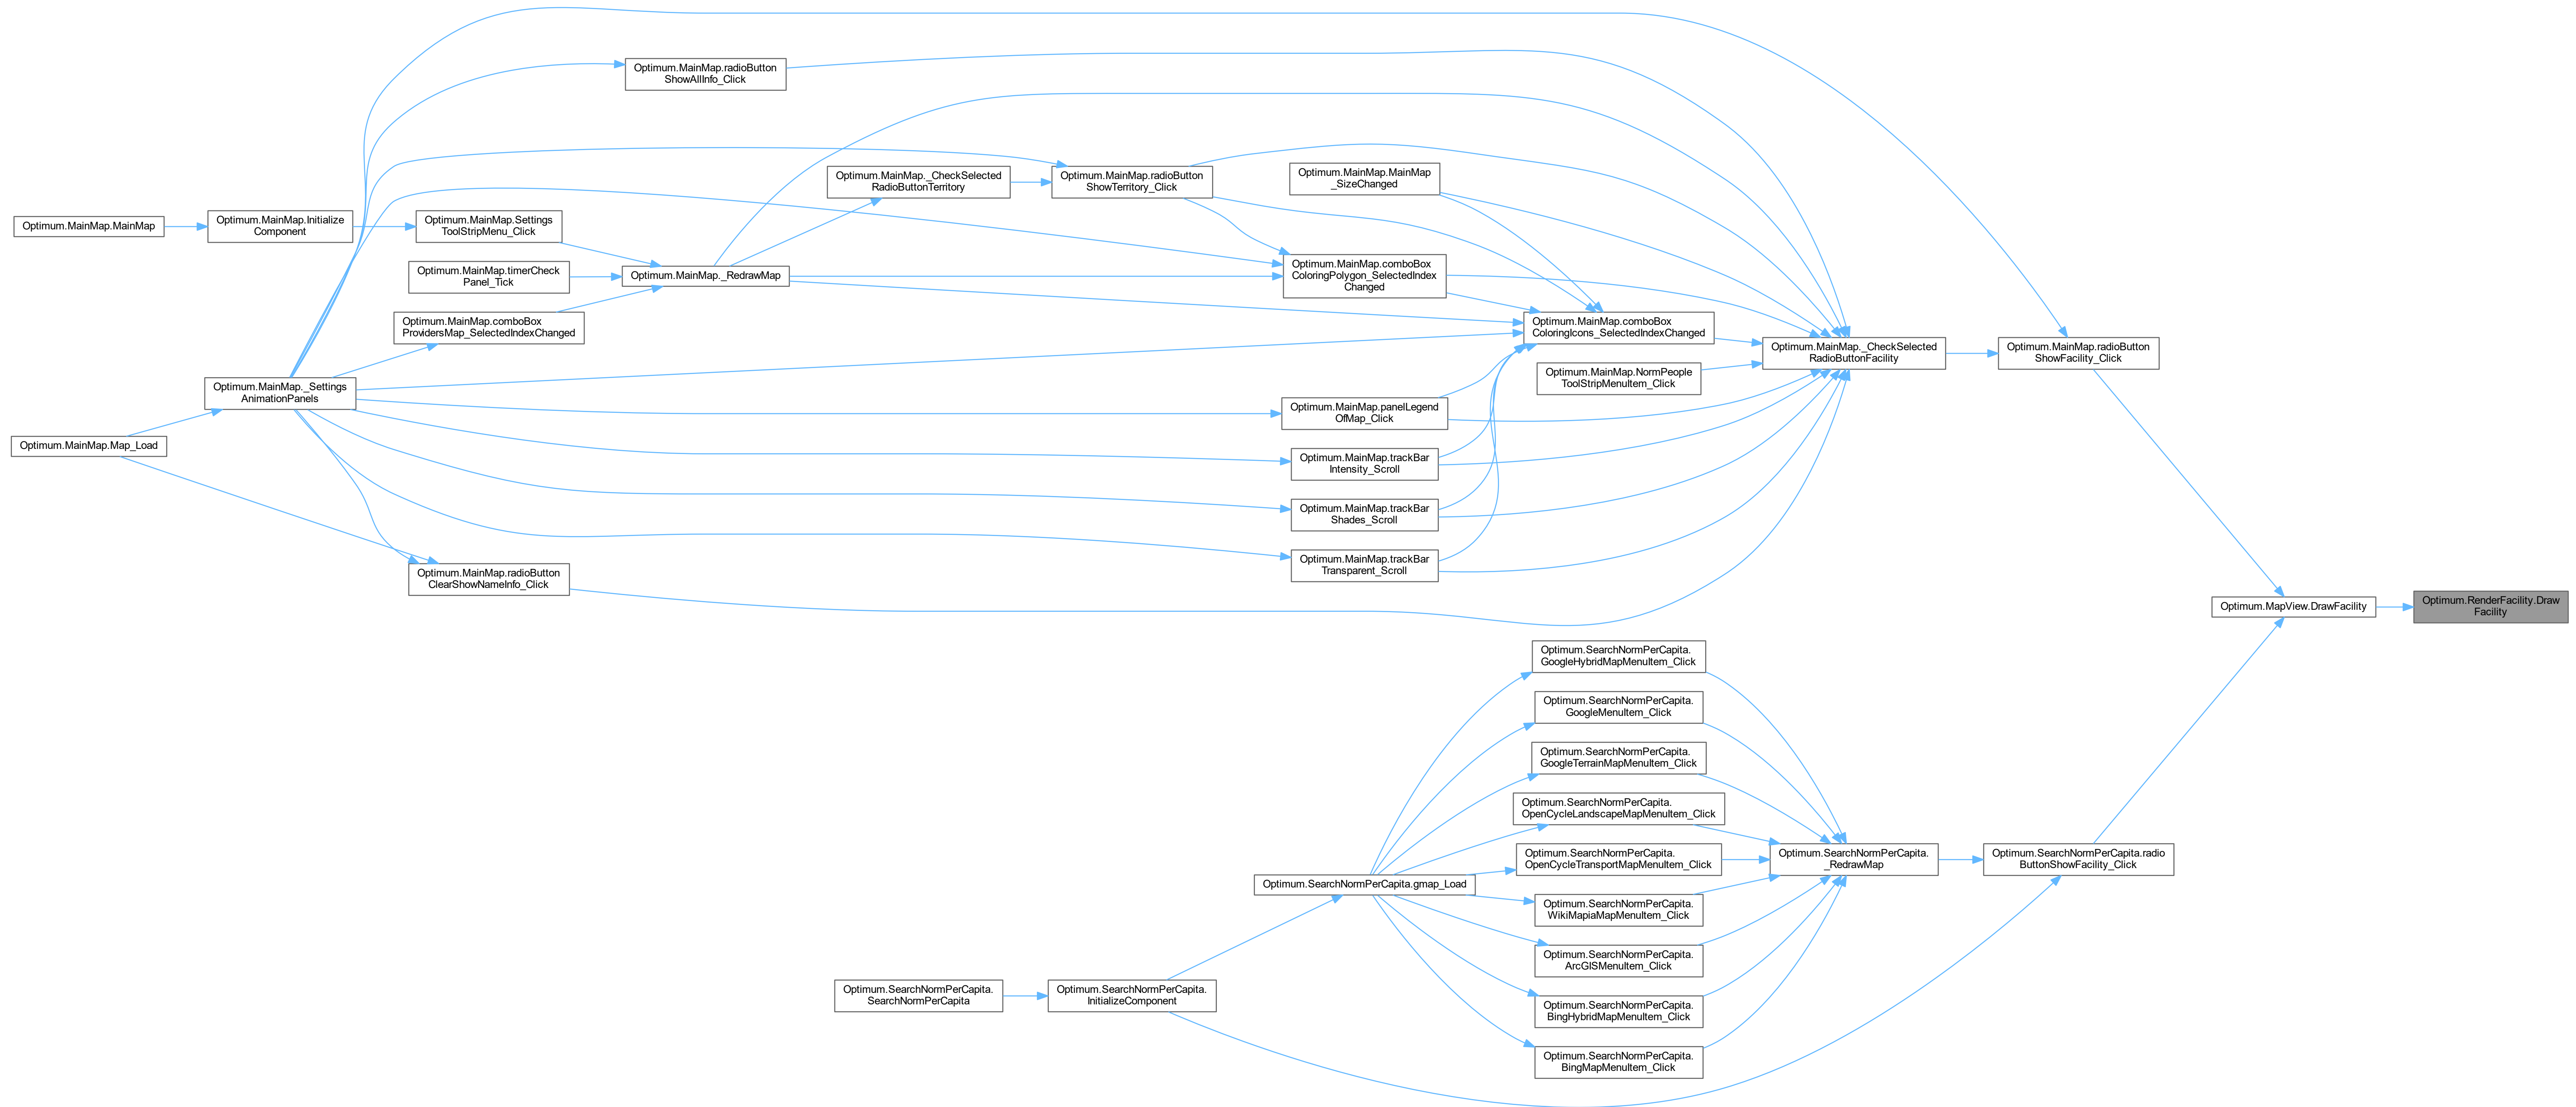 Optimum.MainMap.radioButton
ShowAllInfo_Click
Optimum.MainMap._CheckSelected
RadioButtonTerritory
Optimum.MainMap.radioButton
ShowTerritory_Click
Optimum.MainMap.MainMap
_SizeChanged
Optimum.MainMap.MainMap
Optimum.MainMap.Initialize
Component
Optimum.MainMap.Settings
ToolStripMenu_Click
Optimum.MainMap.timerCheck
Panel_Tick
Optimum.MainMap._RedrawMap
Optimum.MainMap.comboBox
ColoringPolygon_SelectedIndex
Changed
Optimum.MainMap.comboBox
ProvidersMap_SelectedIndexChanged
Optimum.MainMap.comboBox
ColoringIcons_SelectedIndexChanged
Optimum.MainMap._CheckSelected
RadioButtonFacility
Optimum.MainMap.radioButton
ShowFacility_Click
Optimum.MainMap.NormPeople
ToolStripMenuItem_Click
Optimum.MainMap._Settings
AnimationPanels
Optimum.MainMap.panelLegend
OfMap_Click
Optimum.MainMap.Map_Load
Optimum.MainMap.trackBar
Intensity_Scroll
Optimum.MainMap.trackBar
Shades_Scroll
Optimum.MainMap.trackBar
Transparent_Scroll
Optimum.MainMap.radioButton
ClearShowNameInfo_Click
Optimum.MapView.DrawFacility
Optimum.RenderFacility.Draw
Facility
Optimum.SearchNormPerCapita.
GoogleHybridMapMenuItem_Click
Optimum.SearchNormPerCapita.
GoogleMenuItem_Click
Optimum.SearchNormPerCapita.
GoogleTerrainMapMenuItem_Click
Optimum.SearchNormPerCapita.
OpenCycleLandscapeMapMenuItem_Click
Optimum.SearchNormPerCapita.
OpenCycleTransportMapMenuItem_Click
Optimum.SearchNormPerCapita.
_RedrawMap
Optimum.SearchNormPerCapita.radio
ButtonShowFacility_Click
Optimum.SearchNormPerCapita.gmap_Load
Optimum.SearchNormPerCapita.
WikiMapiaMapMenuItem_Click
Optimum.SearchNormPerCapita.
ArcGISMenuItem_Click
Optimum.SearchNormPerCapita.
SearchNormPerCapita
Optimum.SearchNormPerCapita.
InitializeComponent
Optimum.SearchNormPerCapita.
BingHybridMapMenuItem_Click
Optimum.SearchNormPerCapita.
BingMapMenuItem_Click